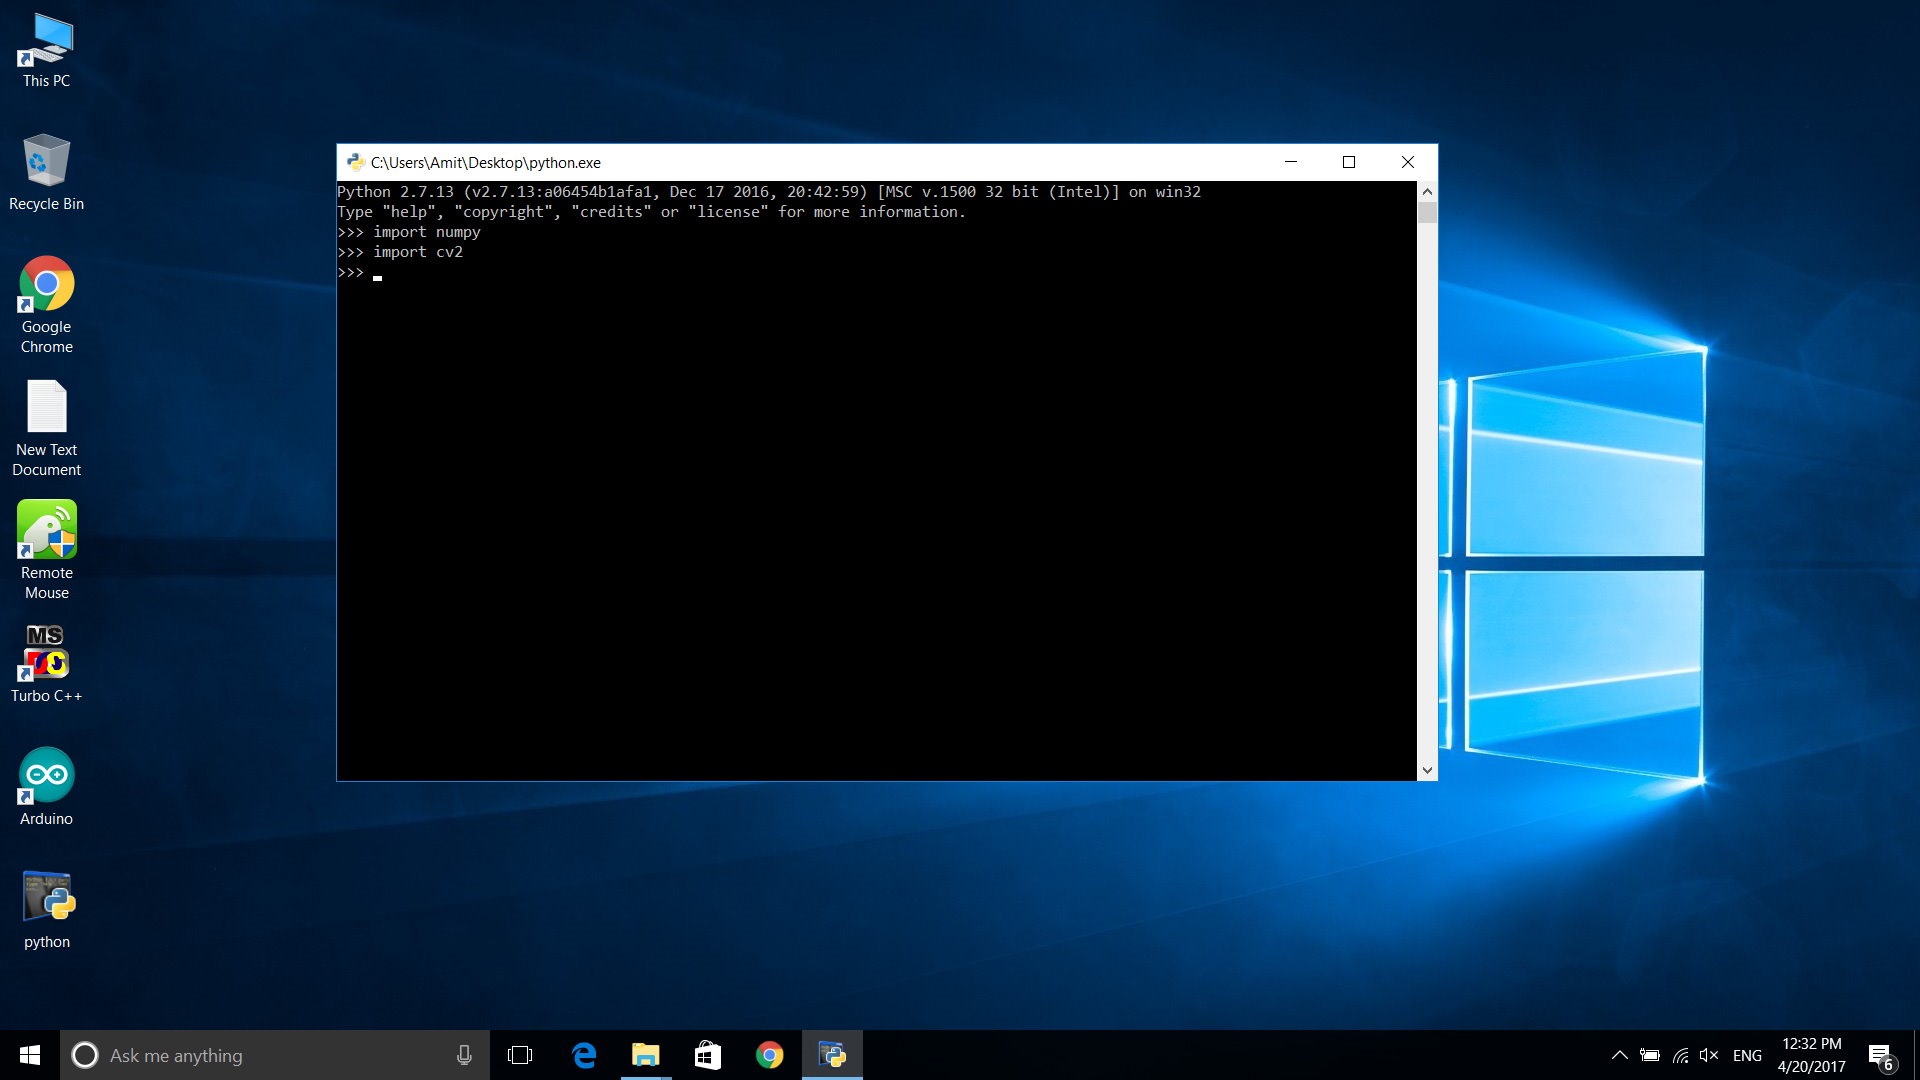 This PC
Recycle Bin
Google
Chrome
New Text
Document
Remote
Mouse
MS
Turbo C++
Arduino
python
C:\Users\Amit\Desktop\python.exe
Python 2.7.13 (v2.7.13:a06454b1afa1, Dec 17 2016, 20:42:59) [MSC v.1500 32 bit (Intel)] on win32
Type "help", "copyright", "credits" or "license" for more information.
>>> import numpy
>>> import cv2
>>>
Ask me anything
ENG
12:32 PM
4/20/2017
6